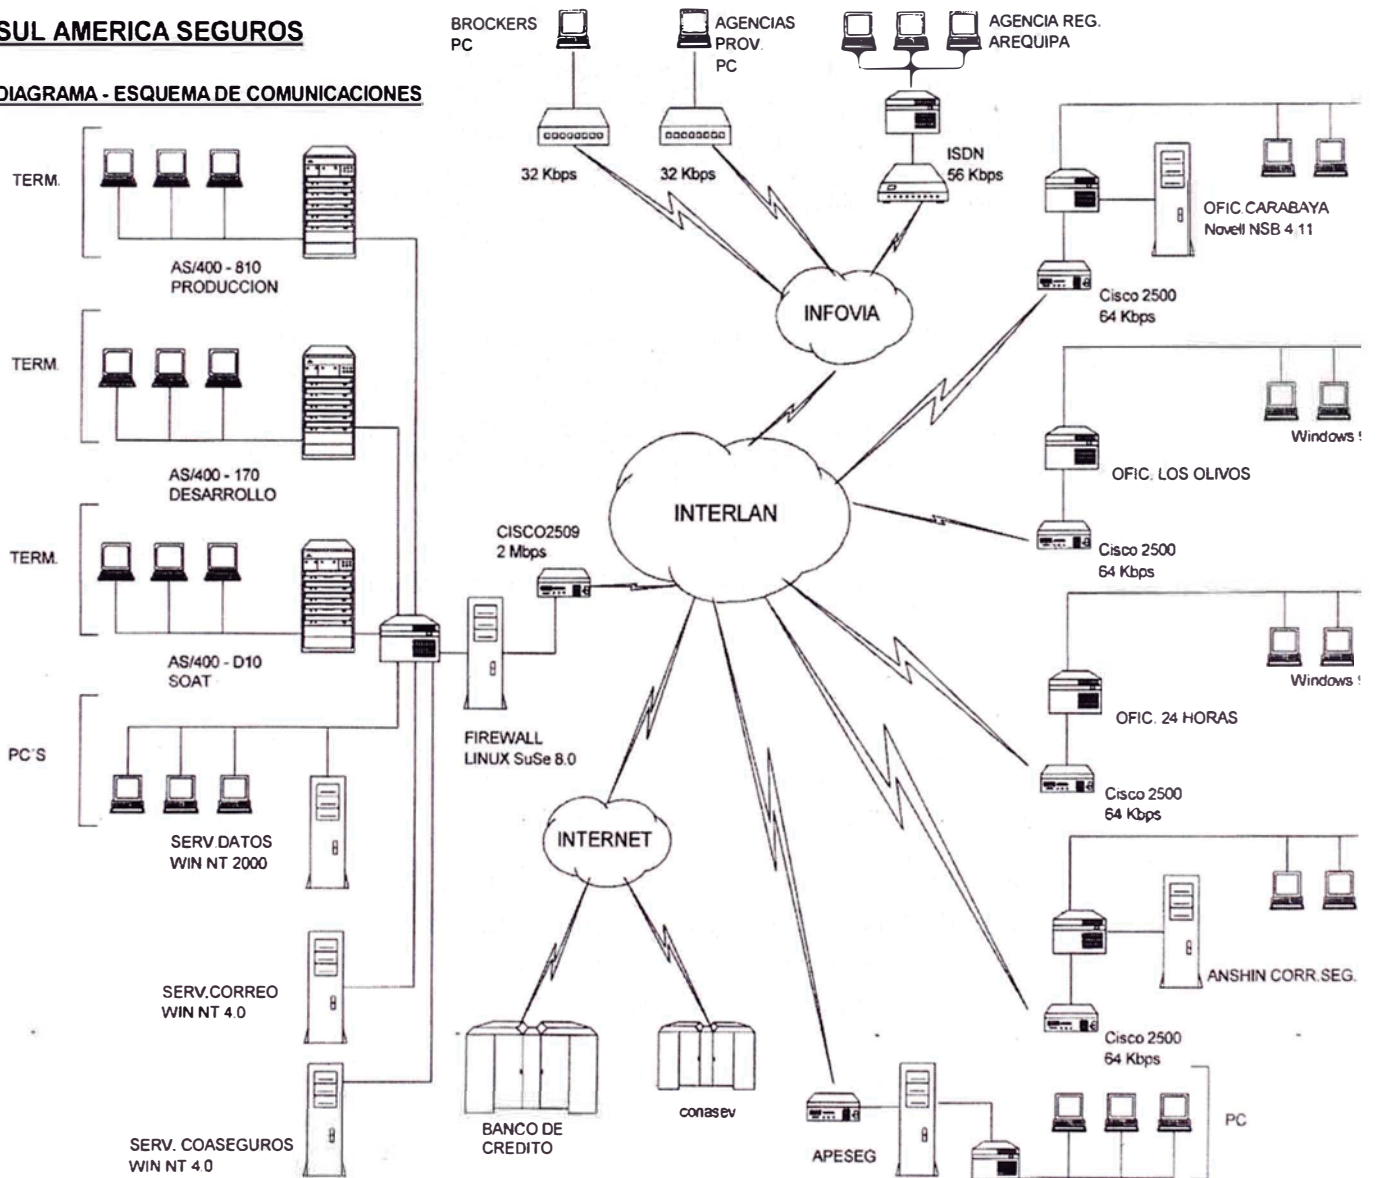 SUL AMERICA SEGUROS
DIAGRAMA - ESQUEMA DE COMUNICACIONES
BROCKERS
PC
AGENCIAS
PROV.
PC
AGENCIA REG.
AREQUIPA
32 Kbps
32 Kbps
ISDN
56 Kbps
TERM.
AS/400 - 810
PRODUCCION
OFIC.CARABAYA
Novell NSB 4.11
INFOVIA
Cisco 2500
64 Kbps
TERM.
AS/400 - 170
DESARROLLO
Windows
OFIC. LOS OLIVOS
INTERLAN
CISCO2509
2 Mbps
Cisco 2500
64 Kbps
TERM.
AS/400 - D10
SOAT
Windows
OFIC. 24 HORAS
FIREWALL
LINUX SuSe 8.0
PC´S
Cisco 2500
64 Kbps
SERV.DATOS
WIN NT 2000
INTERNET
ANSHIN CORR.SEG.
SERV.CORREO
WIN NT 4.0
Cisco 2500
64 Kbps
BANCO DE
CREDITO
conasev
APESEG
PC
SERV. COASEGUROS
WIN NT 4.0